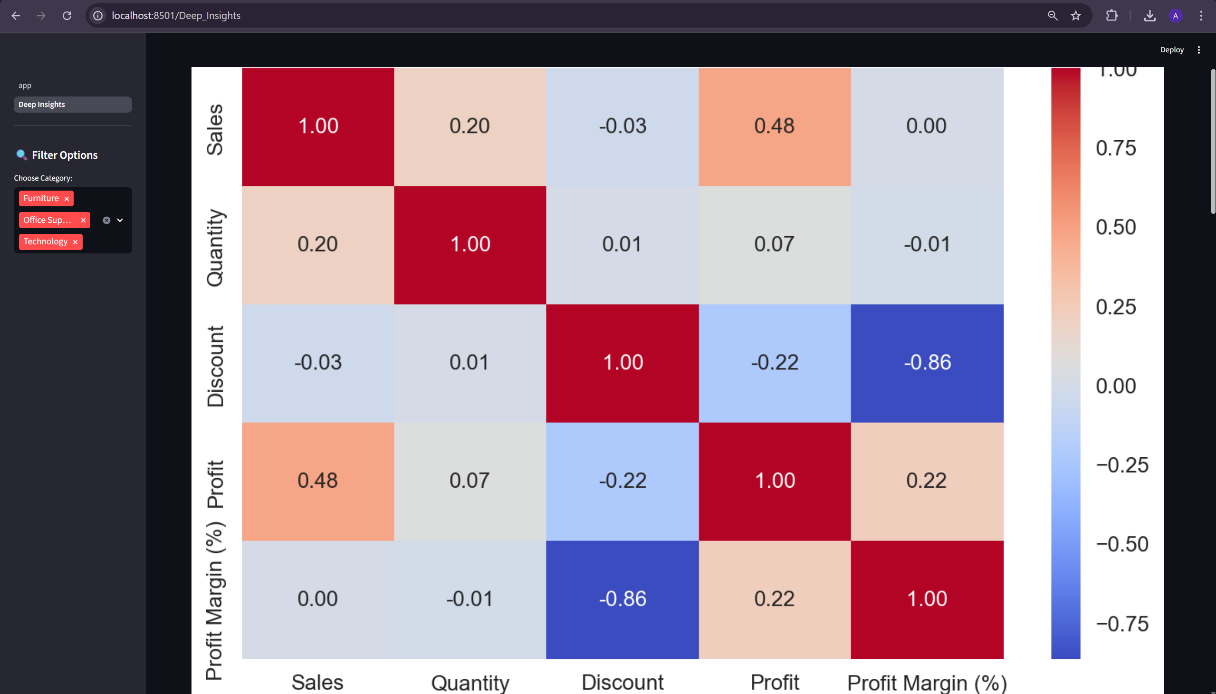 localhost:8501/Deep_Insights
A
Deploy
app
Deep Insights
Filter Options
Choose Category:
Furniture ×
Office Sup... ×
Technology ×
Sales 1.00 0.20 -0.03 0.48 0.00
Quantity 0.20 1.00 0.01 0.07 -0.01
Discount -0.03 0.01 1.00 -0.22 -0.86
Profit 0.48 0.07 -0.22 1.00 0.22
Profit Margin (%) 0.00 -0.01 -0.86 0.22 1.00
Sales Quantity Discount Profit Profit Margin (%)
1.00
0.75
0.50
0.25
0.00
−0.25
−0.50
−0.75